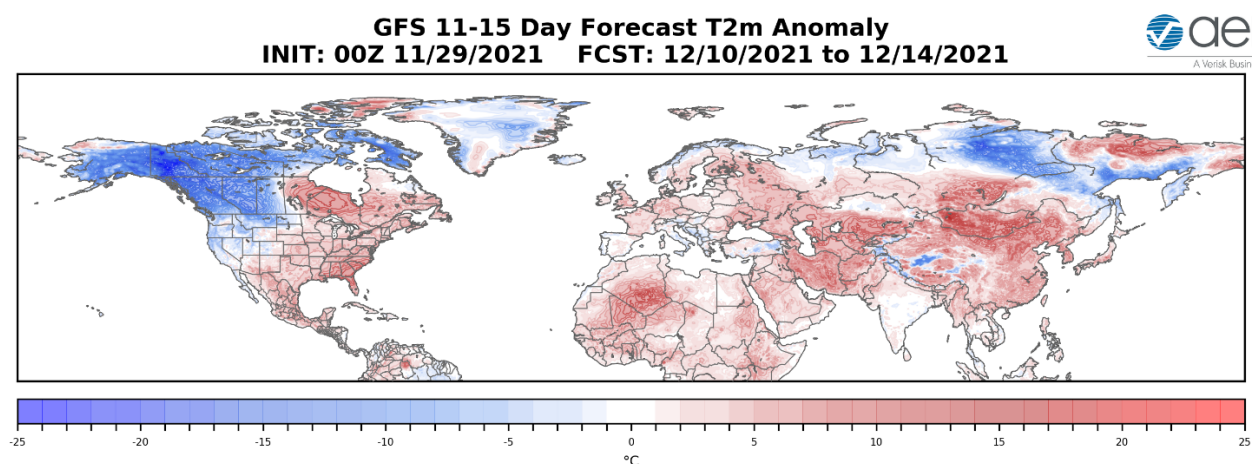 GFS 11-15 Day Forecast T2m Anomaly
INIT: 00Z 11/29/2021 FCST: 12/10/2021 to 12/14/2021
ae
A Verisk Busin
-25 -20 -15 -10 -5 0 5 10 15 20 25
°C